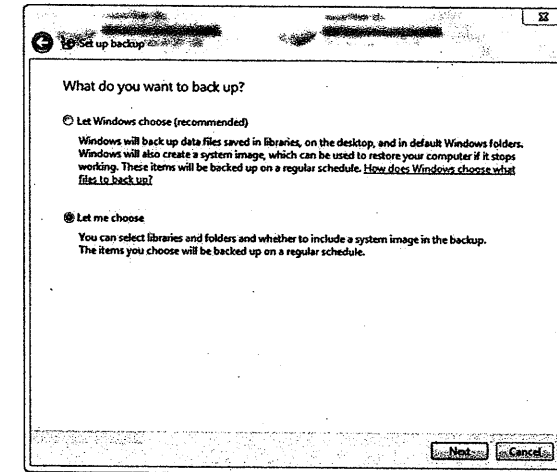 Set up backup
What do you want to back up?
Let Windows choose (recommended)
Windows will back up data files saved in libraries, on the desktop, and in default Windows folders.
Windows will also create a system image, which can be used to restore your computer if it stops
working. These items will be backed up on a regular schedule. How does Windows choose what
files to back up?
Let me choose
You can select libraries and folders and whether to include a system image in the backup.
The items you choose will be backed up on a regular schedule.
Next Cancel